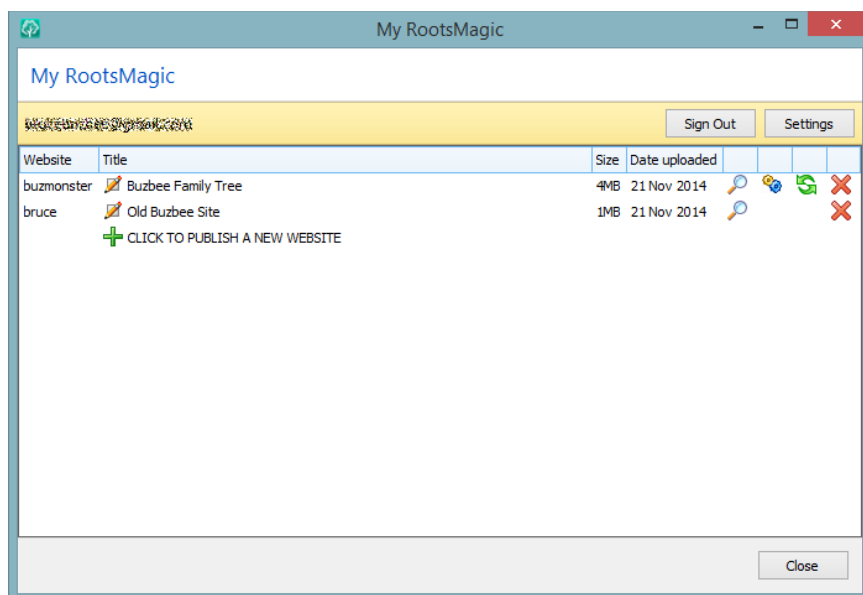 My RootsMagic
My RootsMagic
Sign Out Settings
Website Title Size Date uploaded
buzmonster Buzbee Family Tree 4MB 21 Nov 2014
bruce Old Buzbee Site 1MB 21 Nov 2014
CLICK TO PUBLISH A NEW WEBSITE
Close